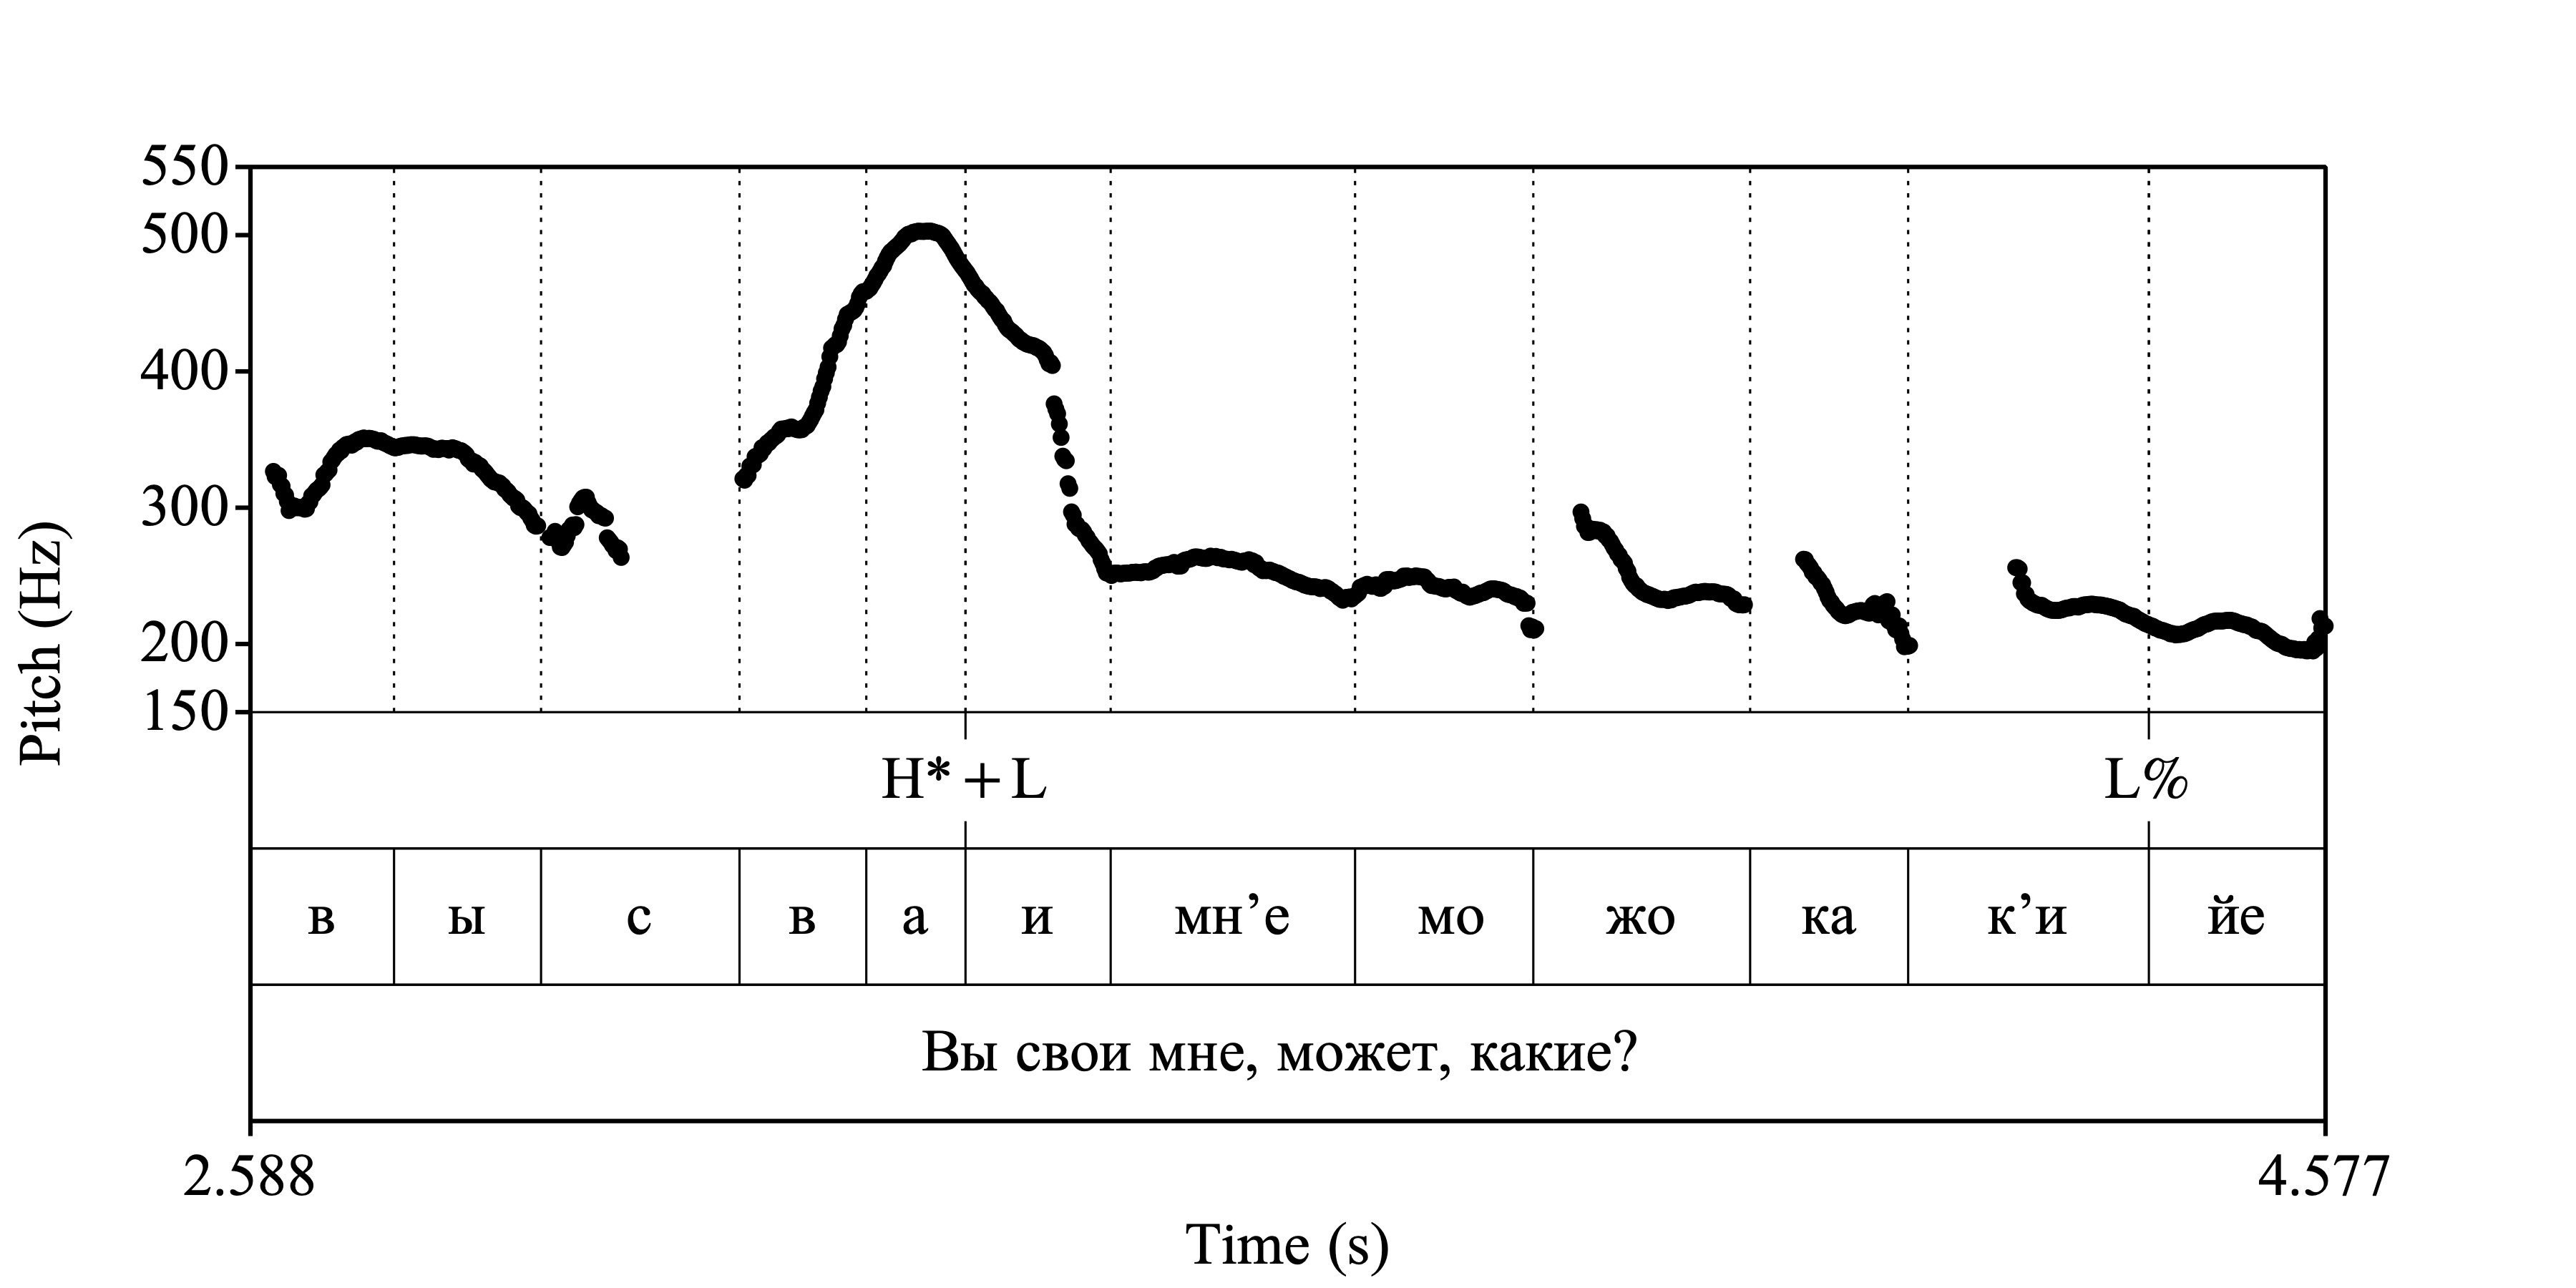 550
500
400
300
200
150
Pitch (Hz)
H* + L L%
в ы с в а и мн’е мо жо ка к’и йе
Вы свои мне, может, какие?
2.588 4.577
Time (s)